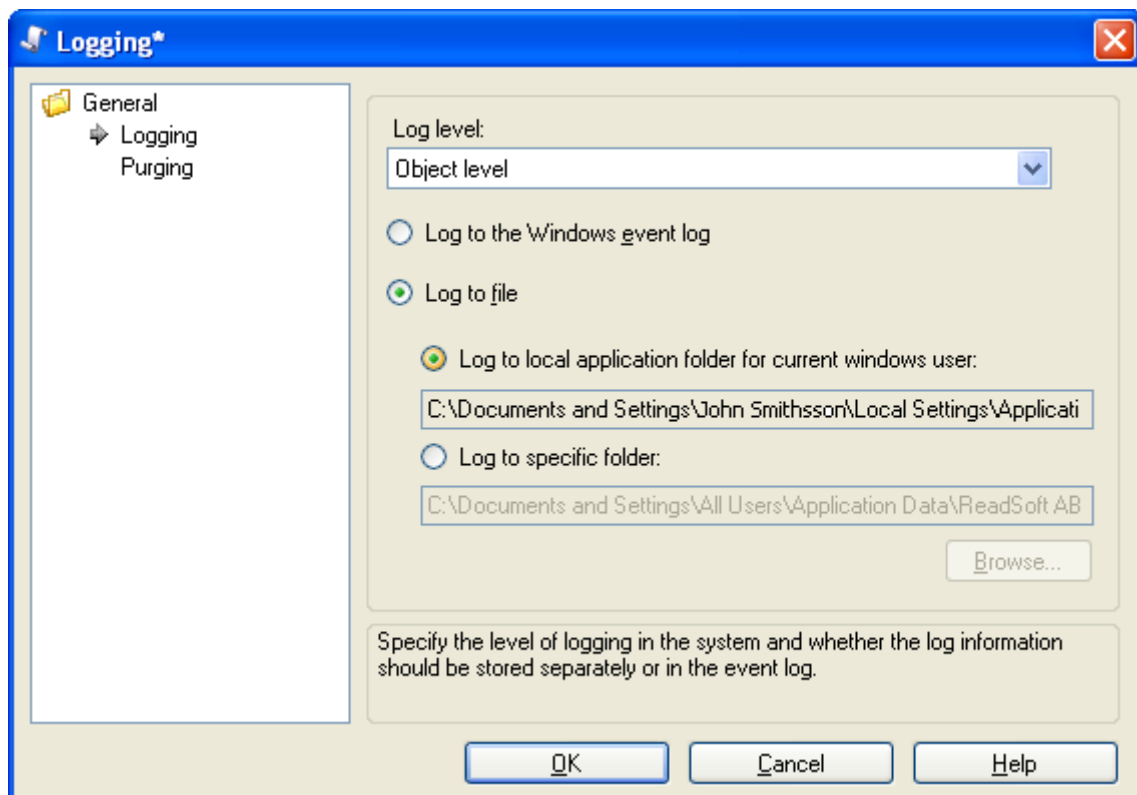 Logging*
General
Logging
Purging
Log level:
Object level
Log to the Windows event log
Log to file
Log to local application folder for current windows user:
C:\Documents and Settings\John Smithsson\Local Settings\Applicati
Log to specific folder:
C:\Documents and Settings\All Users\Application Data\ReadSoft AB
Browse...
Specify the level of logging in the system and whether the log information
should be stored separately or in the event log.
OK Cancel Help